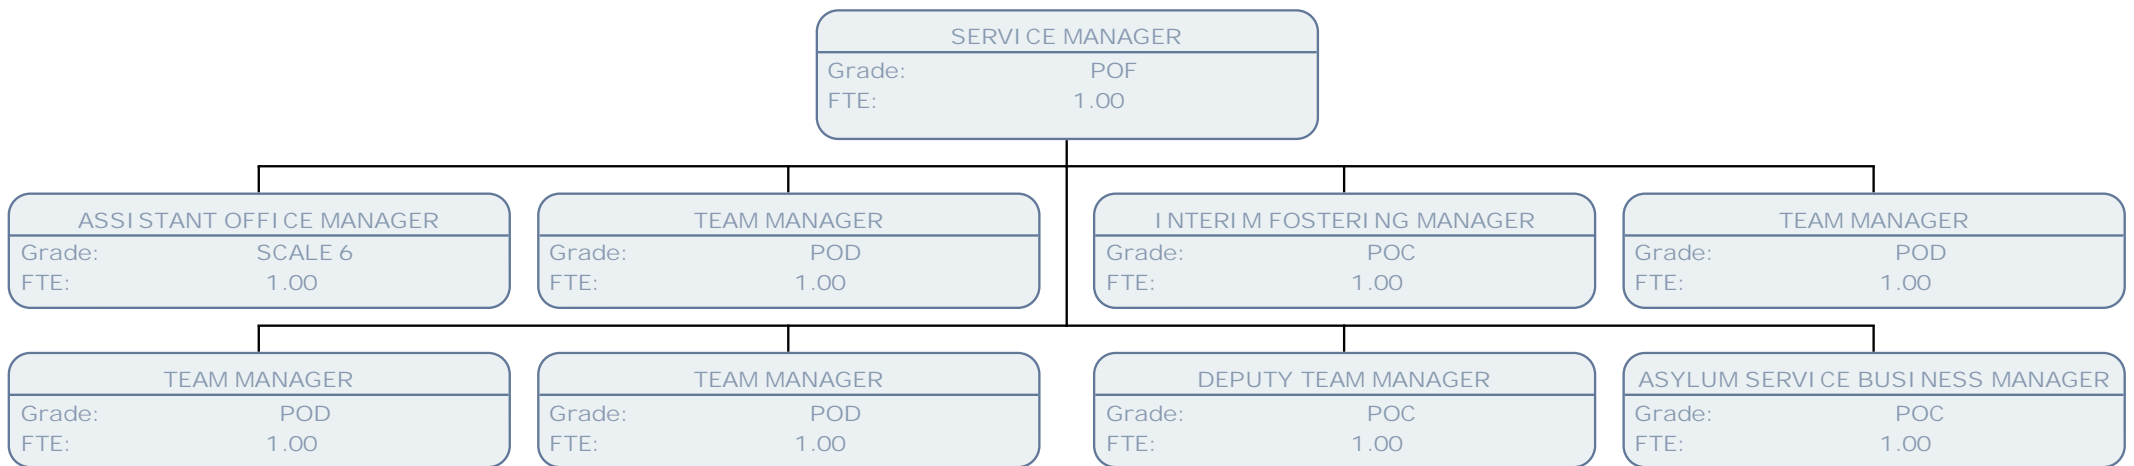 SERVICE MANAGER
Grade: POF
FTE: 1.00
ASSISTANT OFFICE MANAGER
Grade: SCALE 6
FTE: 1.00
TEAM MANAGER
Grade: POD
FTE: 1.00
INTERIM FOSTERING MANAGER
Grade: POC
FTE: 1.00
TEAM MANAGER
Grade: POD
FTE: 1.00
TEAM MANAGER
Grade: POD
FTE: 1.00
TEAM MANAGER
Grade: POD
FTE: 1.00
DEPUTY TEAM MANAGER
Grade: POC
FTE: 1.00
ASYLUM SERVICE BUSINESS MANAGER
Grade: POC
FTE: 1.00